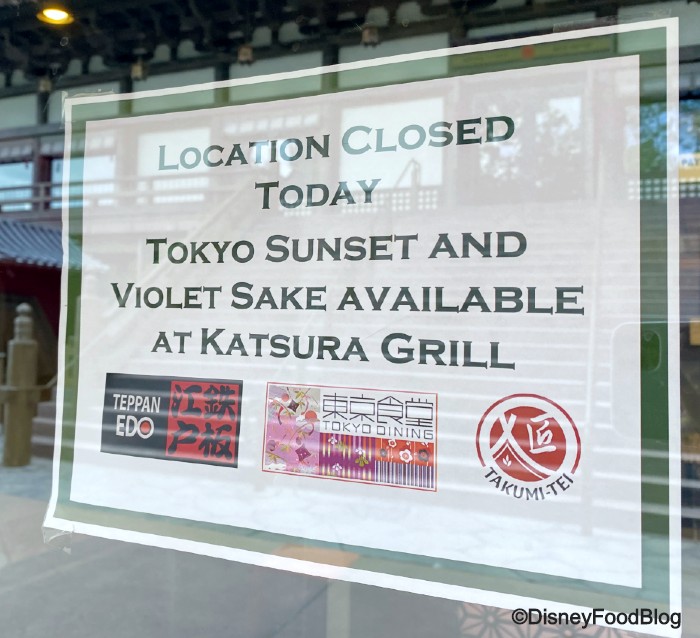 Location Closed
Today
Tokyo Sunset and
Violet Sake available
at Katsura Grill
TEPPAN
EDO
江鉄
戸板
東京食堂
TOKYO DINING
匠
TAKUMI-TEI
©DisneyFoodBlog